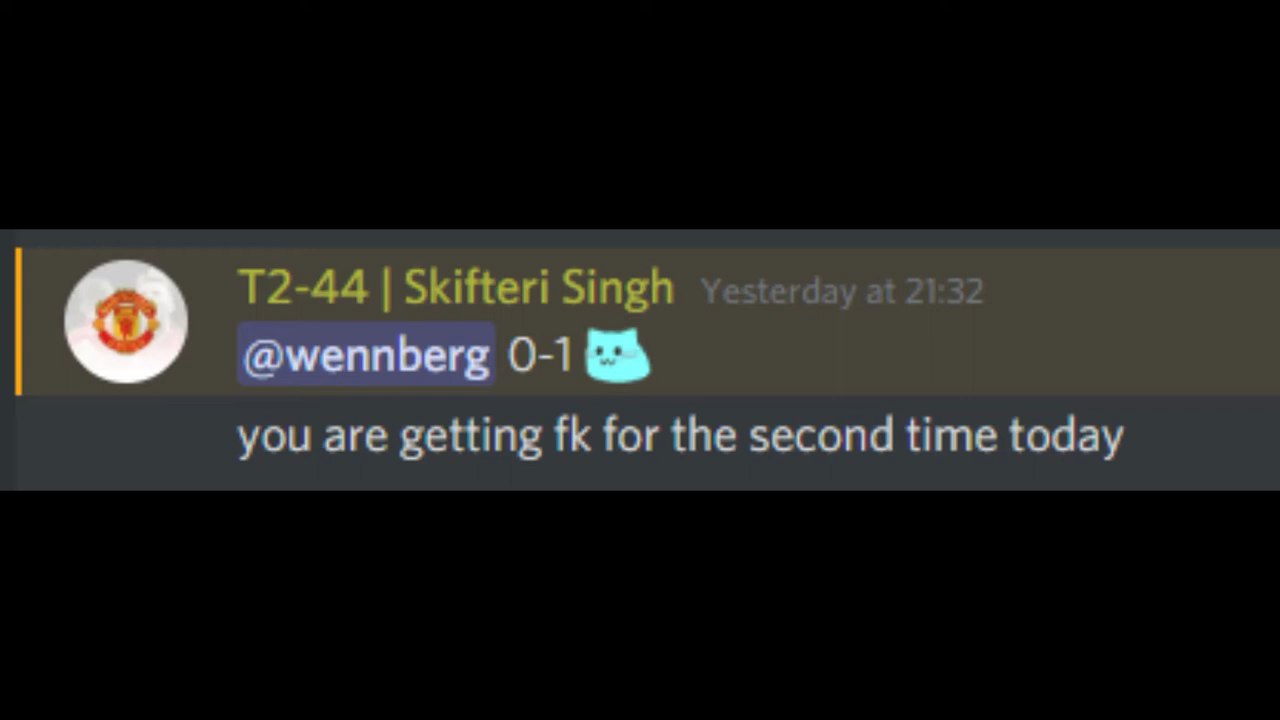 T2-44 | Skifteri Singh Yesterday at 21:32
@wennberg 0-1
you are getting fk for the second time today